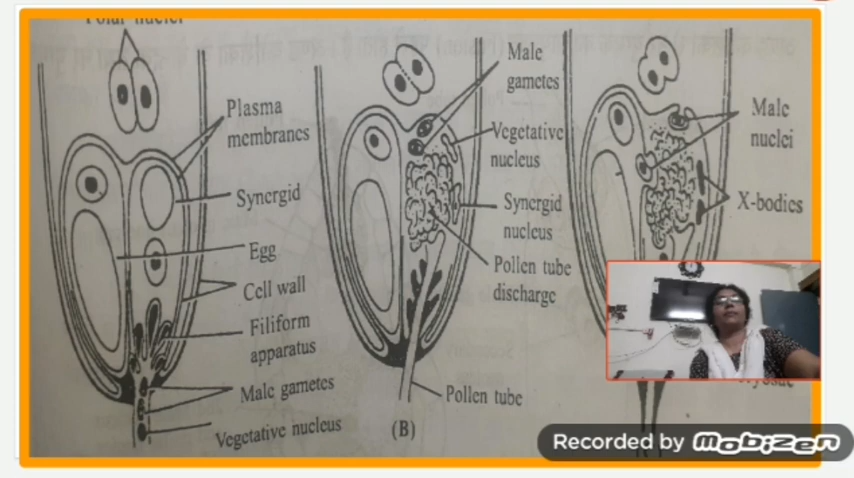 Polar nuclei
Plasma
membranes
Synergid
Egg
Cell wall
Filiform
apparatus
Male gametes
Vegetative nucleus
Male
gametes
Vegetative
nucleus
Synergid
nucleus
Pollen tube
discharge
Pollen tube
(B)
Male
nuclei
X-bodies
Recorded by mobizen